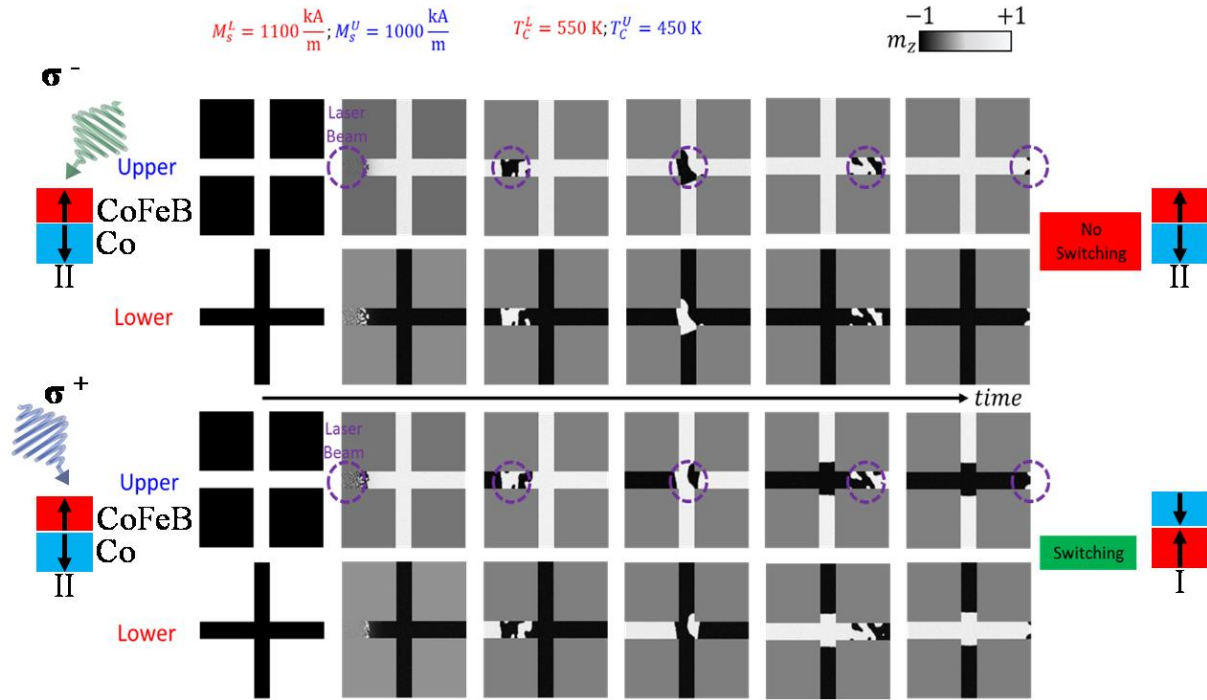 M_s^L = 1100 kA/m; M_s^U = 1000 kA/m
T_C^L = 550 K; T_C^U = 450 K
−1 +1
m_z
σ⁻
Laser
Beam
Upper
CoFeB
Co
II
No
Switching
II
Lower
time
σ⁺
Laser
Beam
Upper
CoFeB
Co
II
Switching
I
Lower